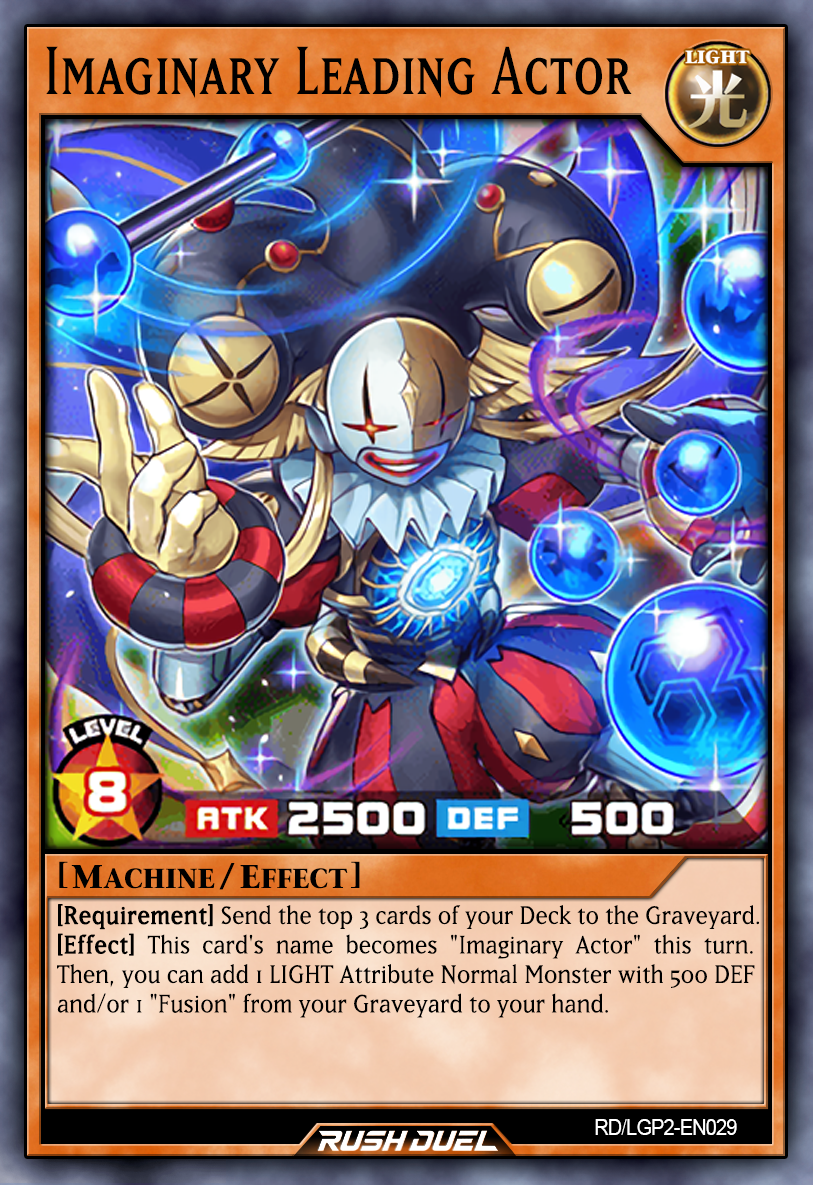 Imaginary Leading Actor
LIGHT
光
LEVEL
8
ATK 2500 DEF 500
[Machine/Effect]
[Requirement] Send the top 3 cards of your Deck to the Graveyard.
[Effect] This card's name becomes "Imaginary Actor" this turn.
Then, you can add 1 LIGHT Attribute Normal Monster with 500 DEF
and/or 1 "Fusion" from your Graveyard to your hand.
RUSH DUEL
RD/LGP2-EN029